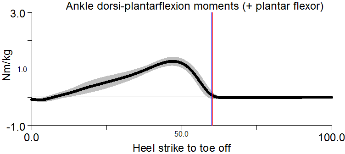 Ankle dorsi-plantarflexion moments (+ plantar flexor)
3.0
Nm/kg
1.0
-1.0
0.0
50.0
100.0
Heel strike to toe off